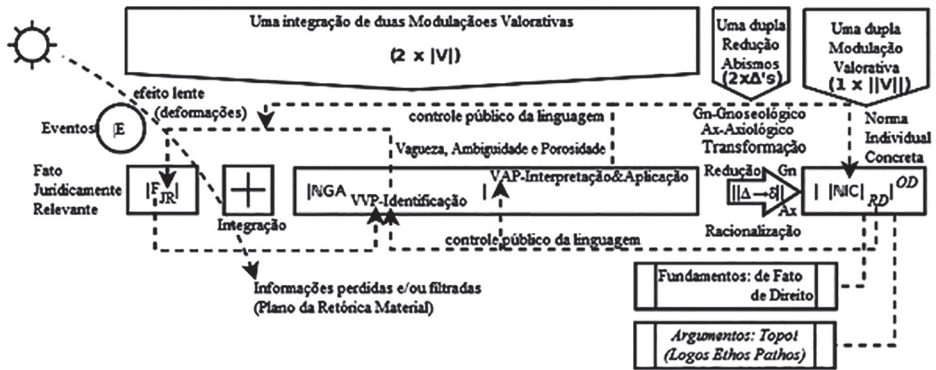 Uma integração de duas Modulaçãoes Valorativas
(2 x |V|)
Uma dupla
Redução
Abismos
(2xΔ's)
Uma dupla
Modulação
Valorativa
(1 x ||V||)
efeito lente
(deformações)
Eventos
|E
controle público da linguagem
Gn-Gnoseológico
Ax-Axiológico
Transformação
Norma
Individual
Concreta
Vagueza, Ambiguidade e Porosidade
Fato
Juridicamente
Relevante
|F JR|
Integração
|NGA
VVP-Identificação
| VAP-Interpretação&Aplicação
Redução Gn
||Δ→δ||
Ax
Racionalização
| |NIC| RD OD
controle público da linguagem
Informações perdidas e/ou filtradas
(Plano da Retórica Material)
Fundamentos: de Fato
de Direito
Argumentos: Topoi
(Logos Ethos Pathos)